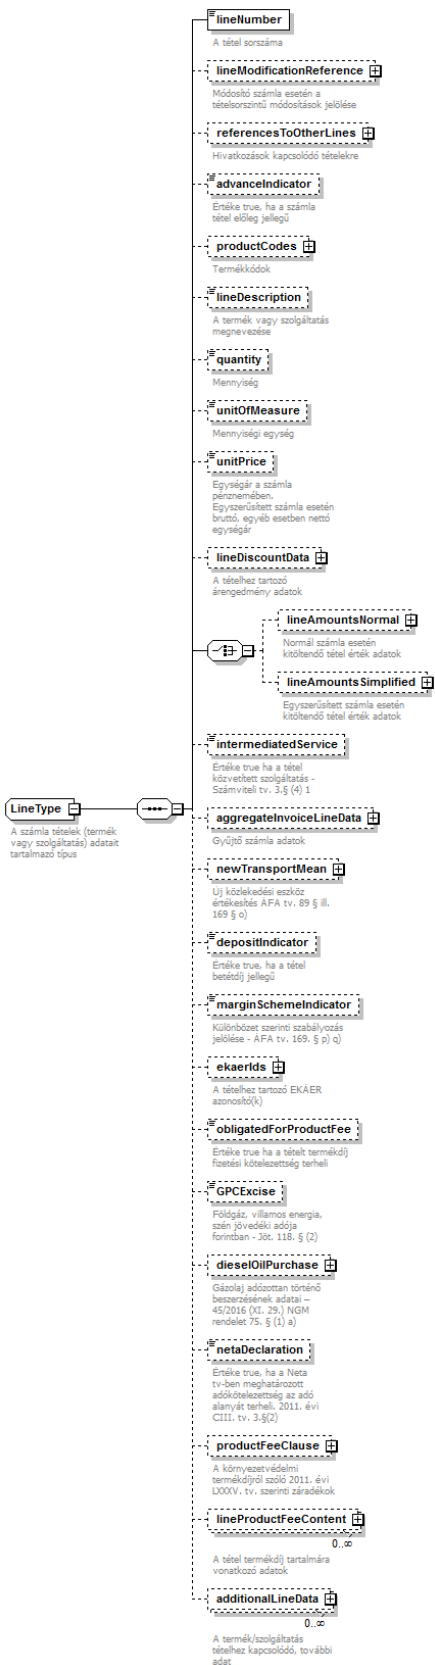 lineNumber
A tétel sorszáma
lineModificationReference
Módosító számla esetén a
tételsorszintű módosítások jelölése
referencesToOtherLines
Hivatkozások kapcsolódó tételekre
advanceIndicator
Értéke true, ha a számla
tétel előleg jellegű
productCodes
Termékkódok
lineDescription
A termék vagy szolgáltatás
megnevezése
quantity
Mennyiség
unitOfMeasure
Mennyiségi egység
unitPrice
Egységár a számla
pénznemében.
Egyszerűsített számla esetén
bruttó, egyéb esetben nettó
egységár
lineDiscountData
A tételhez tartozó
árengedmény adatok
lineAmountsNormal
Normál számla esetén
kitöltendő tétel érték adatok
lineAmountsSimplified
Egyszerűsített számla esetén
kitöltendő tétel érték adatok
intermediatedService
Értéke true ha a tétel
közvetített szolgáltatás -
Számviteli tv. 3.§ (4) 1
LineType
A számla tételek (termék
vagy szolgáltatás) adatait
tartalmazó típus
aggregateInvoiceLineData
Gyűjtő számla adatok
newTransportMean
Új közlekedési eszköz
értékesítés ÁFA tv. 89 § ill.
169 § o)
depositIndicator
Értéke true, ha a tétel
betétdíj jellegű
marginSchemeIndicator
Különbözet szerinti szabályozás
jelölése - ÁFA tv. 169. § p) q)
ekaerIds
A tételhez tartozó EKÁER
azonosító(k)
obligatedForProductFee
Értéke true ha a tételt termékdíj
fizetési kötelezettség terheli
GPCExcise
Földgáz, villamos energia,
szén jövedéki adója
forintban - Jöt. 118. § (2)
dieselOilPurchase
Gázolaj adózottan történő
beszerzésének adatai –
45/2016 (XI. 29.) NGM
rendelet 75. § (1) a)
netaDeclaration
Értéke true, ha a Neta
tv-ben meghatározott
adókötelezettség az adó
alanyát terheli. 2011. évi
CIII. tv. 3.§(2)
productFeeClause
A környezetvédelmi
termékdíjról szóló 2011. évi
LXXXV. tv. szerinti záradékok
lineProductFeeContent
0..∞
A tétel termékdíj tartalmára
vonatkozó adatok
additionalLineData
0..∞
A termék/szolgáltatás
tételhez kapcsolódó, további
adat